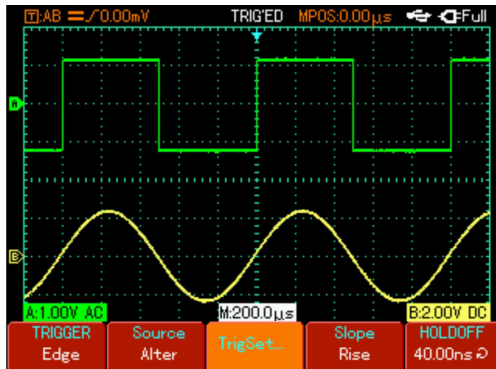 T:AB 0.00mV TRIG'ED MPOS:0.00μs Full
A
B
A:1.00V AC M:200.0μs B:2.00V DC
TRIGGER Source TrigSet... Slope HOLDOFF
Edge Alter Rise 40.00ns